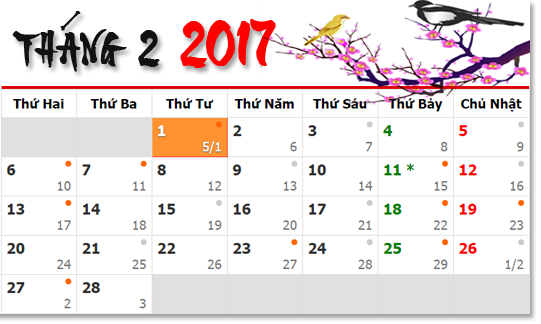 THÁNG 2 2017
Thứ Hai Thứ Ba Thứ Tư Thứ Năm Thứ Sáu Thứ Bảy Chủ Nhật
1 2 3 4 5
5/1 6 7 8 9
6 7 8 9 10 11 * 12
10 11 12 13 14 15 16
13 14 15 16 17 18 19
17 18 19 20 21 22 23
20 21 22 23 24 25 26
24 25 26 27 28 29 1/2
27 28
2 3